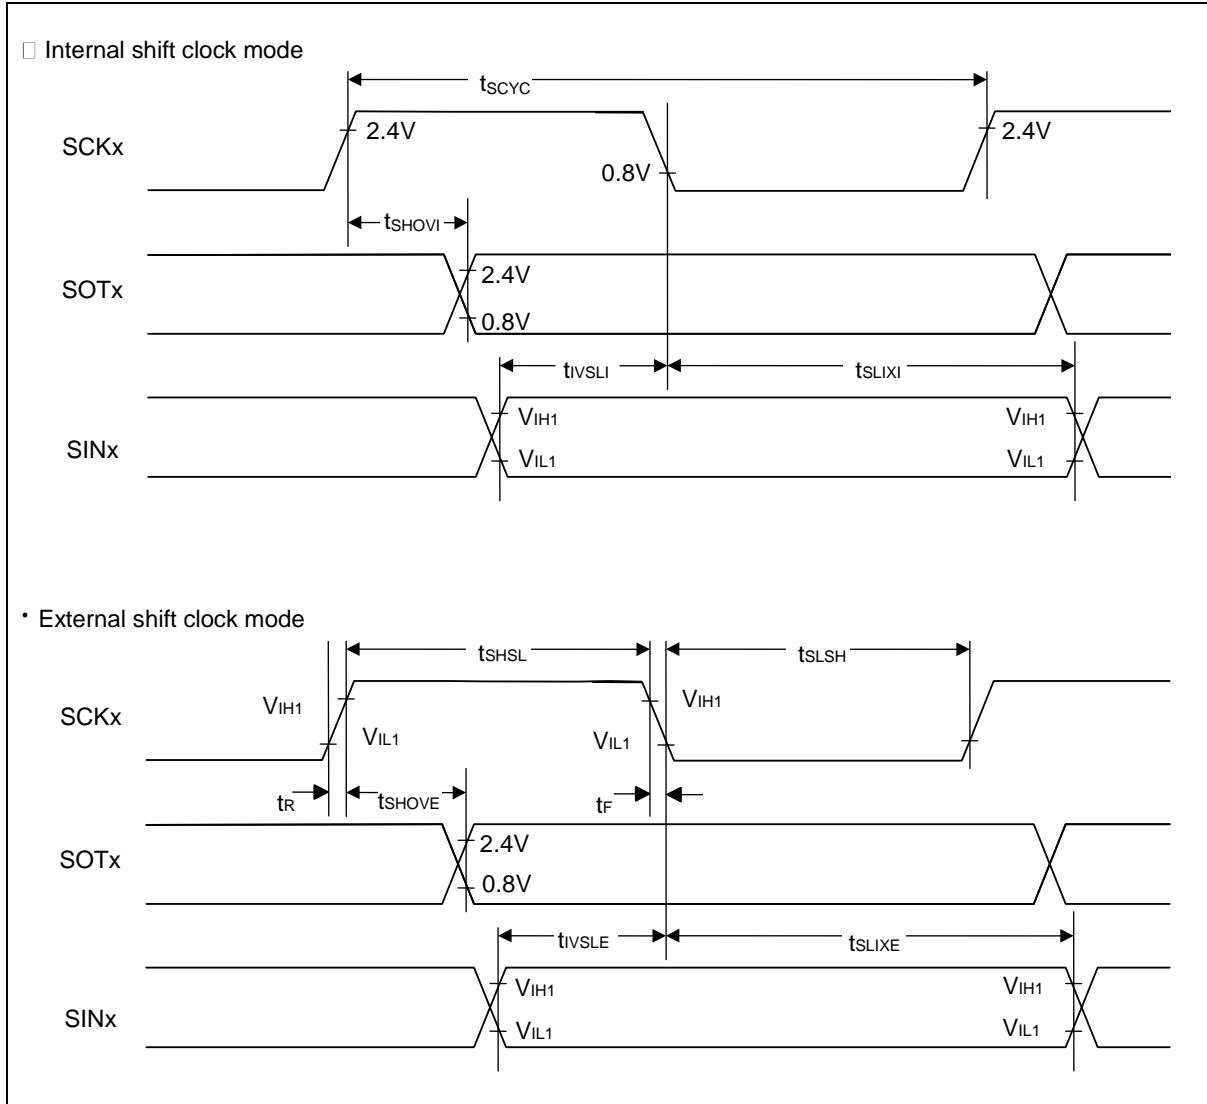 □ Internal shift clock mode
tSCYC
SCKx
2.4V
0.8V
2.4V
tSHOVI
SOTx
2.4V
0.8V
tIVSLI
tSLIXI
SINx
VIH1
VIL1
VIH1
VIL1
• External shift clock mode
tSHSL
tSLSH
SCKx
VIH1
VIL1
VIL1
VIH1
tR
tSHOVE
tF
SOTx
2.4V
0.8V
tIVSLE
tSLIXE
SINx
VIH1
VIL1
VIH1
VIL1